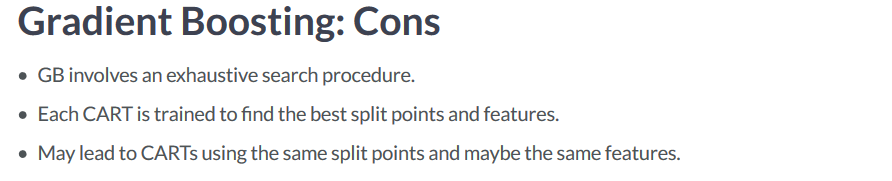 Gradient Boosting: Cons
• GB involves an exhaustive search procedure.
• Each CART is trained to find the best split points and features.
• May lead to CARTs using the same split points and maybe the same features.